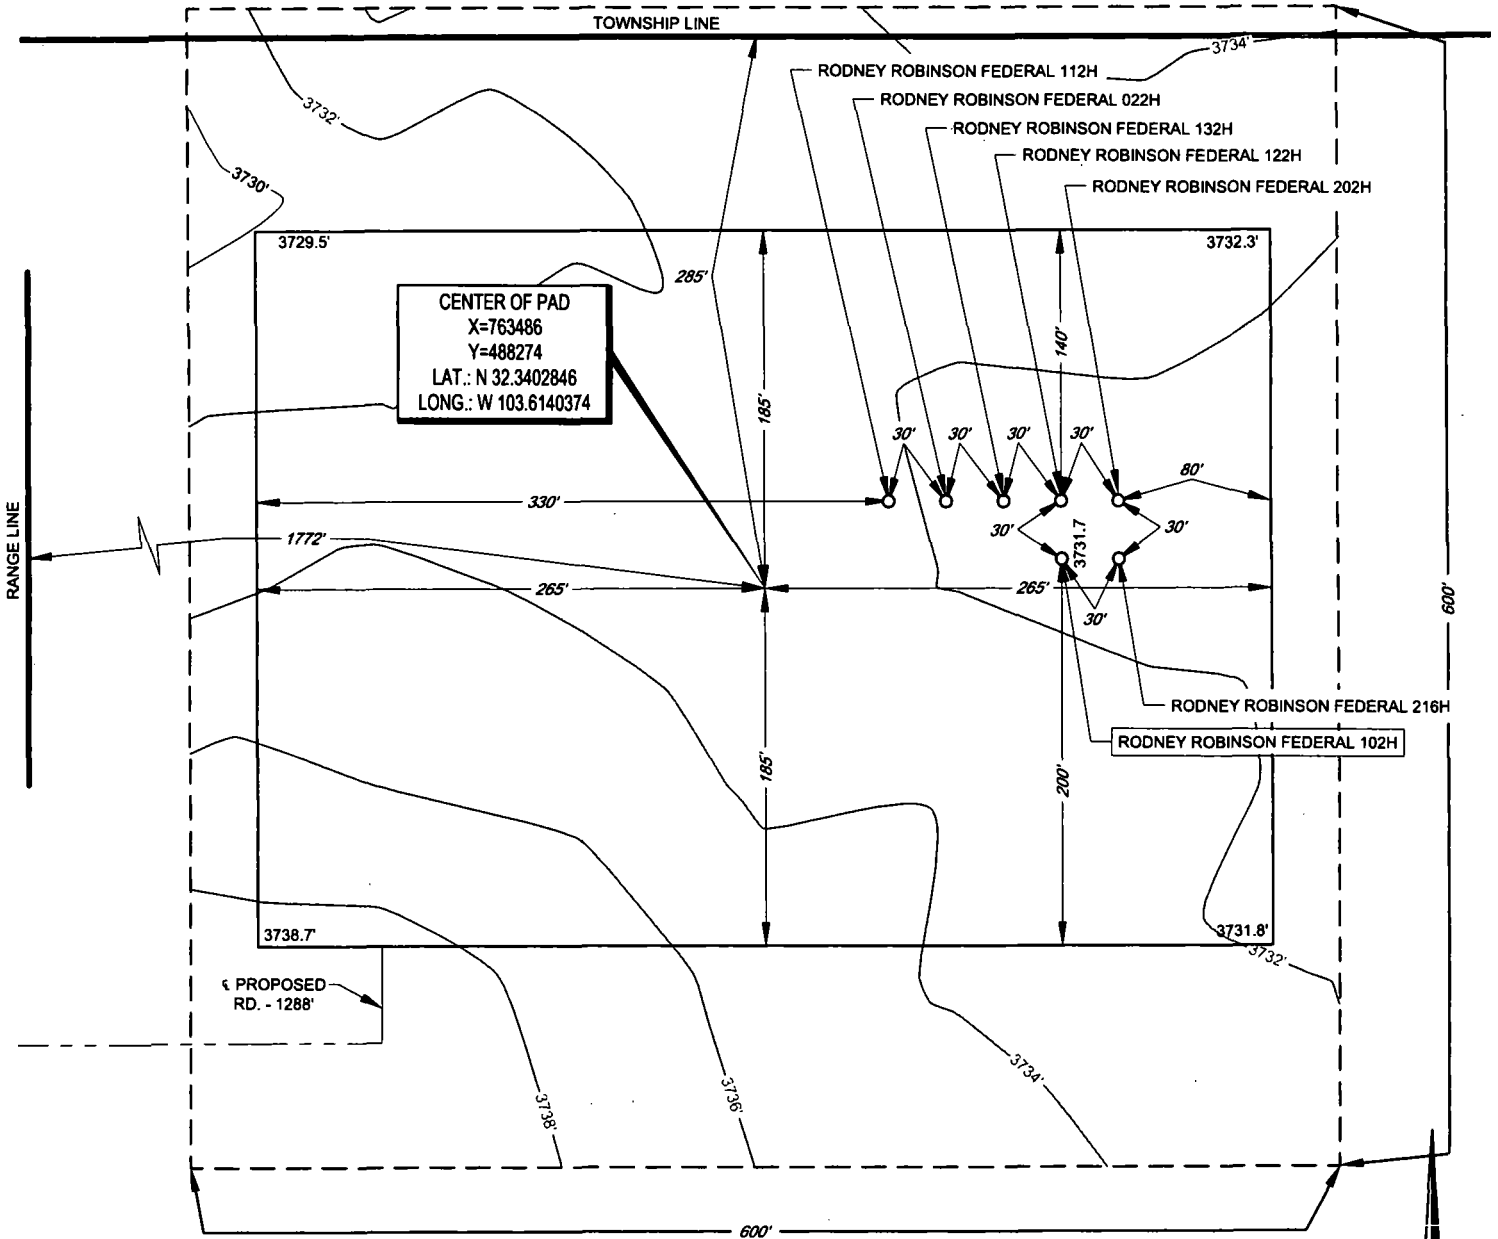 TOWNSHIP LINE
3734'
RODNEY ROBINSON FEDERAL 112H
RODNEY ROBINSON FEDERAL 022H
3732'
RODNEY ROBINSON FEDERAL 132H
RODNEY ROBINSON FEDERAL 122H
3730'
RODNEY ROBINSON FEDERAL 202H
3729.5'
3732.3'
285'
CENTER OF PAD
X=763486
Y=488274
LAT.: N 32.3402846
LONG.: W 103.6140374
140'
185'
30'
30'
30'
30'
80'
330'
30'
3731.7
30'
1772'
RANGE LINE
265'
265'
600'
30'
RODNEY ROBINSON FEDERAL 216H
RODNEY ROBINSON FEDERAL 102H
185'
200'
3738.7'
3731.8'
3732'
℄ PROPOSED
RD. - 1288'
3734'
3736'
3738'
600'